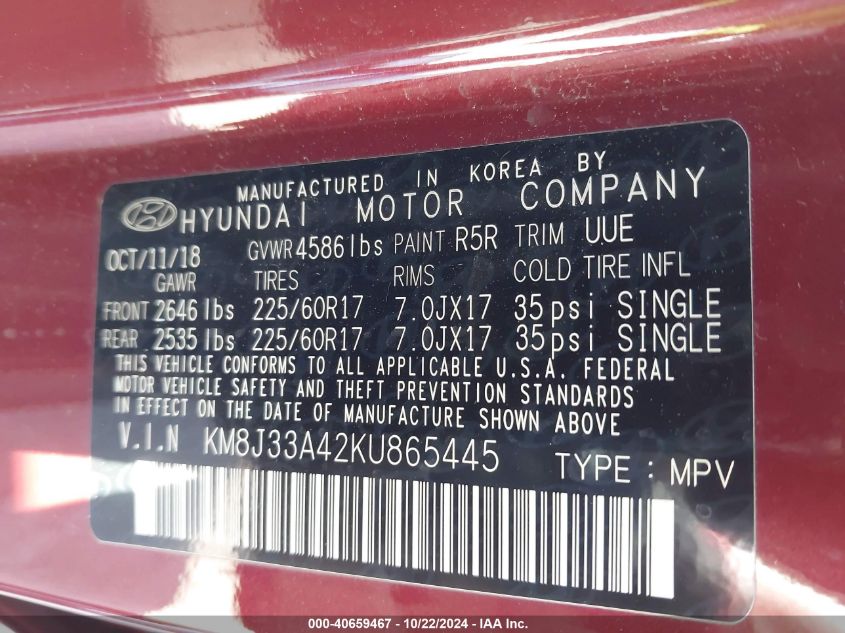 MANUFACTURED IN KOREA BY
HYUNDAI MOTOR COMPANY
OCT/11/18 GVWR 4586 lbs PAINT R5R TRIM UUE
GAWR TIRES RIMS COLD TIRE INFL
FRONT 2646 lbs 225/60R17 7.0JX17 35psi SINGLE
REAR 2535 lbs 225/60R17 7.0JX17 35psi SINGLE
THIS VEHICLE CONFORMS TO ALL APPLICABLE U.S.A. FEDERAL
MOTOR VEHICLE SAFETY AND THEFT PREVENTION STANDARDS
IN EFFECT ON THE DATE OF MANUFACTURE SHOWN ABOVE
V.I.N KM8J33A42KU865445 TYPE : MPV
000-40659467 - 10/22/2024 - IAA Inc.